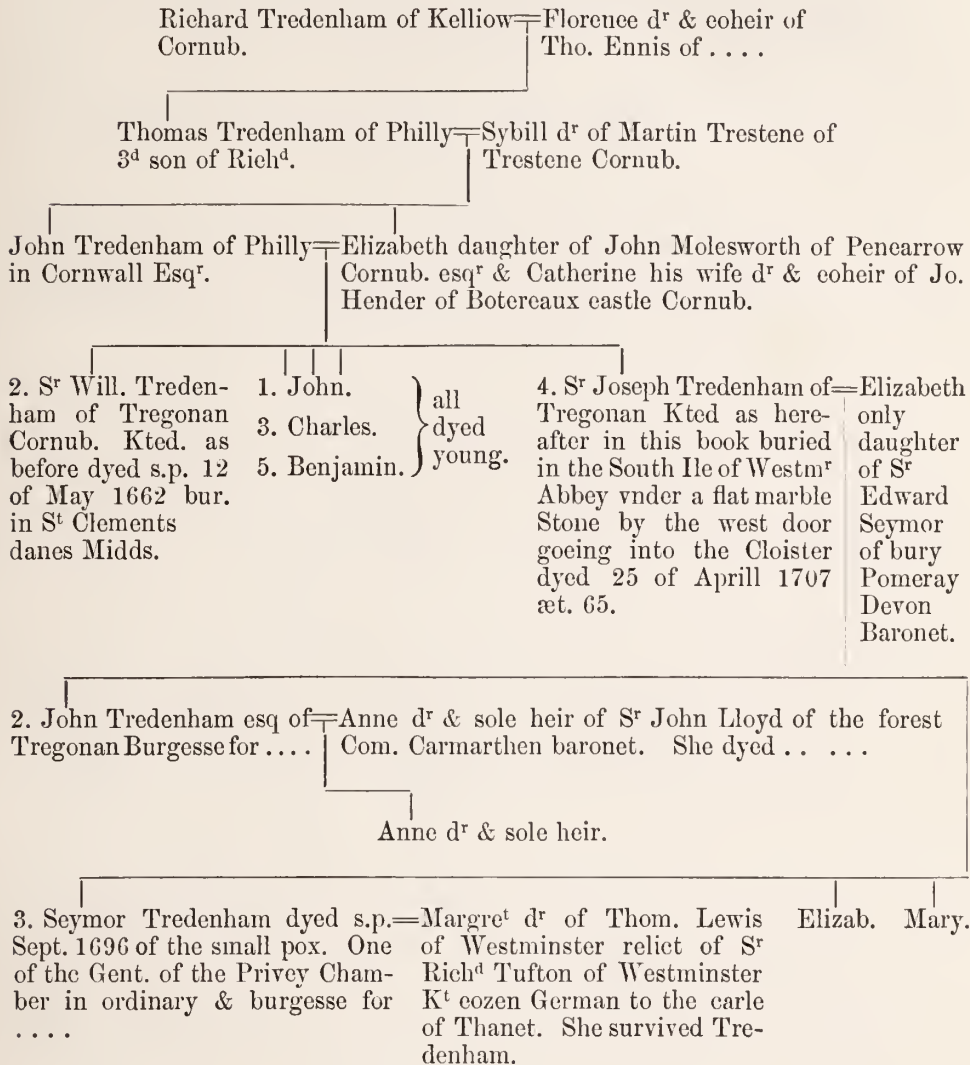 Richard Tredenham of Kelliow=Florence dʳ & coheir of
Cornub. Tho. Ennis of . . . .
Thomas Tredenham of Philly=Sybill dʳ of Martin Trestene of
3ᵈ son of Richᵈ. Trestene Cornub.
John Tredenham of Philly=Elizabeth daughter of John Molesworth of Pencarrow
in Cornwall Esqʳ. Cornub. esqʳ & Catherine his wife dʳ & coheir of Jo.
Hender of Botereaux castle Cornub.
2. Sʳ Will. Treden-
ham of Tregonan
Cornub. Kted. as
before dyed s.p. 12
of May 1662 bur.
in Sᵗ Clements
danes Midds.
1. John.
3. Charles.
5. Benjamin.
all
dyed
young.
4. Sʳ Joseph Tredenham of=
Tregonan Kted as here-
after in this book buried
in the South Ile of Westmʳ
Abbey vnder a flat marble
Stone by the west door
goeing into the Cloister
dyed 25 of Aprill 1707
æt. 65.
Elizabeth
only
daughter
of Sʳ
Edward
Seymor
of bury
Pomeray
Devon
Baronet.
2. John Tredenham esq of=Anne dʳ & sole heir of Sʳ John Lloyd of the forest
Tregonan Burgesse for . . . . Com. Carmarthen baronet. She dyed . . . . .
Anne dʳ & sole heir.
3. Seymor Tredenham dyed s.p.=
Sept. 1696 of the small pox. One
of the Gent. of the Privey Cham-
ber in ordinary & burgesse for
. . . .
Margreᵗ dʳ of Thom. Lewis
of Westminster relict of Sʳ
Richᵈ Tufton of Westminster
Kᵗ cozen German to the earle
of Thanet. She survived Tre-
denham.
Elizab. Mary.